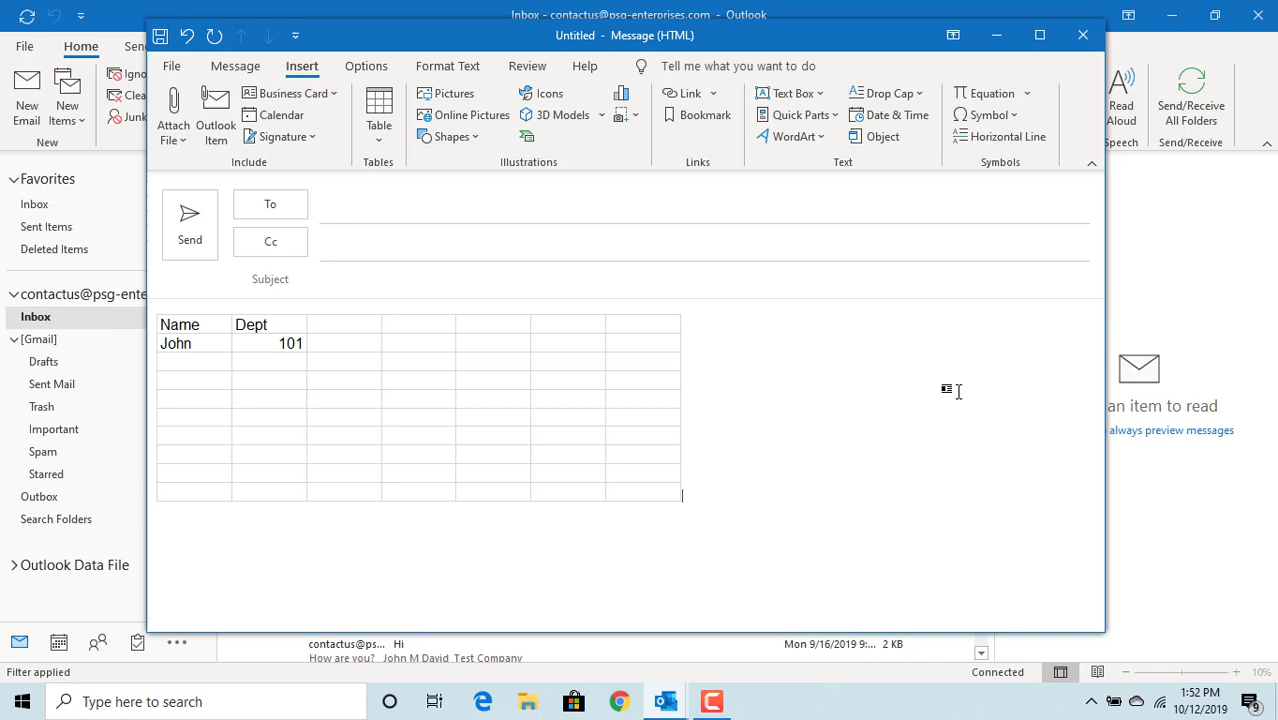 Inbox - contactus@psg-enterprises.com - Outlook
Untitled - Message (HTML)
File
Home
Sen
File
Message
Insert
Options
Format Text
Review
Help
Tell me what you want to do
New
Email
New
Items
Igno
Clea
Junk
New
Attach
File
Outlook
Item
Business Card
Calendar
Signature
Include
Table
Tables
Pictures
Online Pictures
Shapes
Icons
3D Models
Illustrations
Link
Bookmark
Links
Text Box
Quick Parts
WordArt
Drop Cap
Date & Time
Object
Text
Equation
Symbol
Horizontal Line
Symbols
Read
Aloud
Speech
Send/Receive
All Folders
Send/Receive
Favorites
Inbox
Sent Items
Deleted Items
contactus@psg-ente
Inbox
[Gmail]
Drafts
Sent Mail
Trash
Important
Spam
Starred
Outbox
Search Folders
Outlook Data File
Send
To
Cc
Subject
Name Dept
John 101
an item to read
always preview messages
contactus@ps... Hi Mon 9/16/2019 9:... 2 KB
How are you? John M David Test Company
Filter applied
Connected
10%
Type here to search
1:52 PM
10/12/2019
9